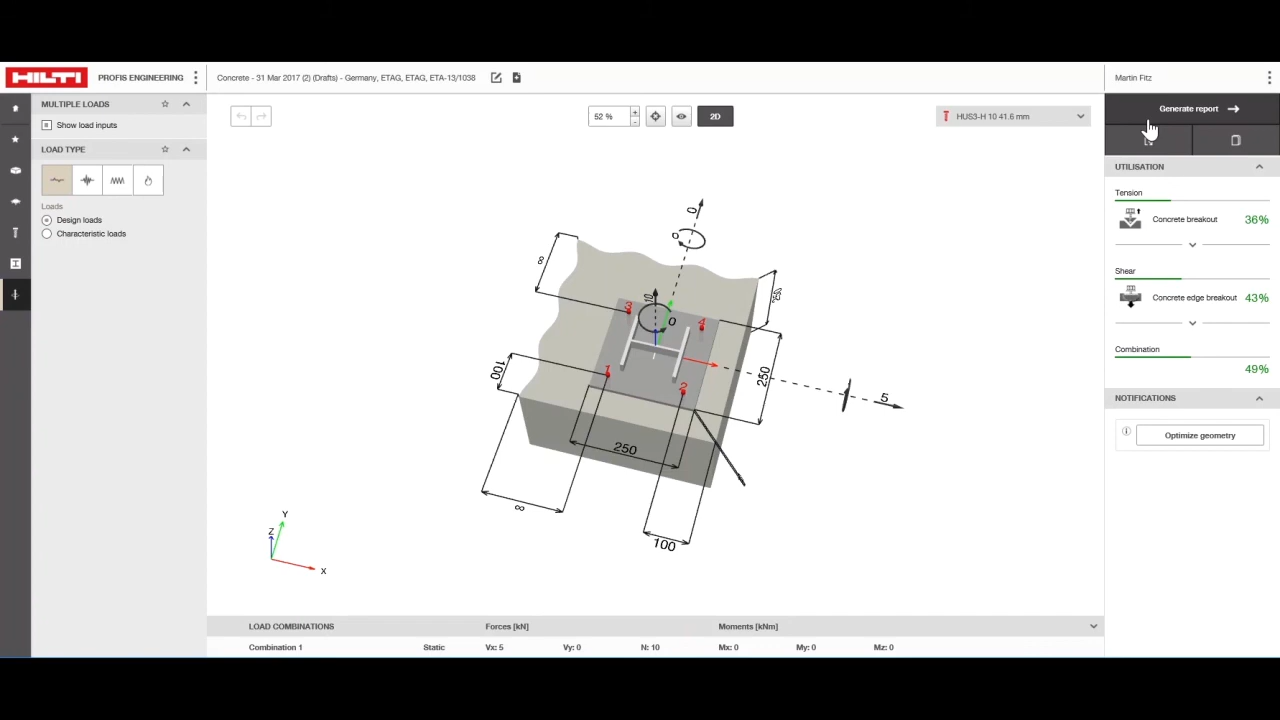 HILTI PROFIS ENGINEERING
Concrete - 31 Mar 2017 (2) (Drafts) - Germany, ETAG, ETAG, ETA-13/1038
Martin Fitz
MULTIPLE LOADS
Show load inputs
LOAD TYPE
Loads
Design loads
Characteristic loads
52 %
2D
HUS3-H 10 41.6 mm
Generate report
UTILISATION
Tension
Concrete breakout 36%
Shear
Concrete edge breakout 43%
Combination
49%
NOTIFICATIONS
Optimize geometry
0
0
∞
250
10
3
0
4
100
1
2
250
5
250
∞
100
Y
Z
X
LOAD COMBINATIONS Forces [kN] Moments [kNm]
Combination 1 Static Vx: 5 Vy: 0 N: 10 Mx: 0 My: 0 Mz: 0